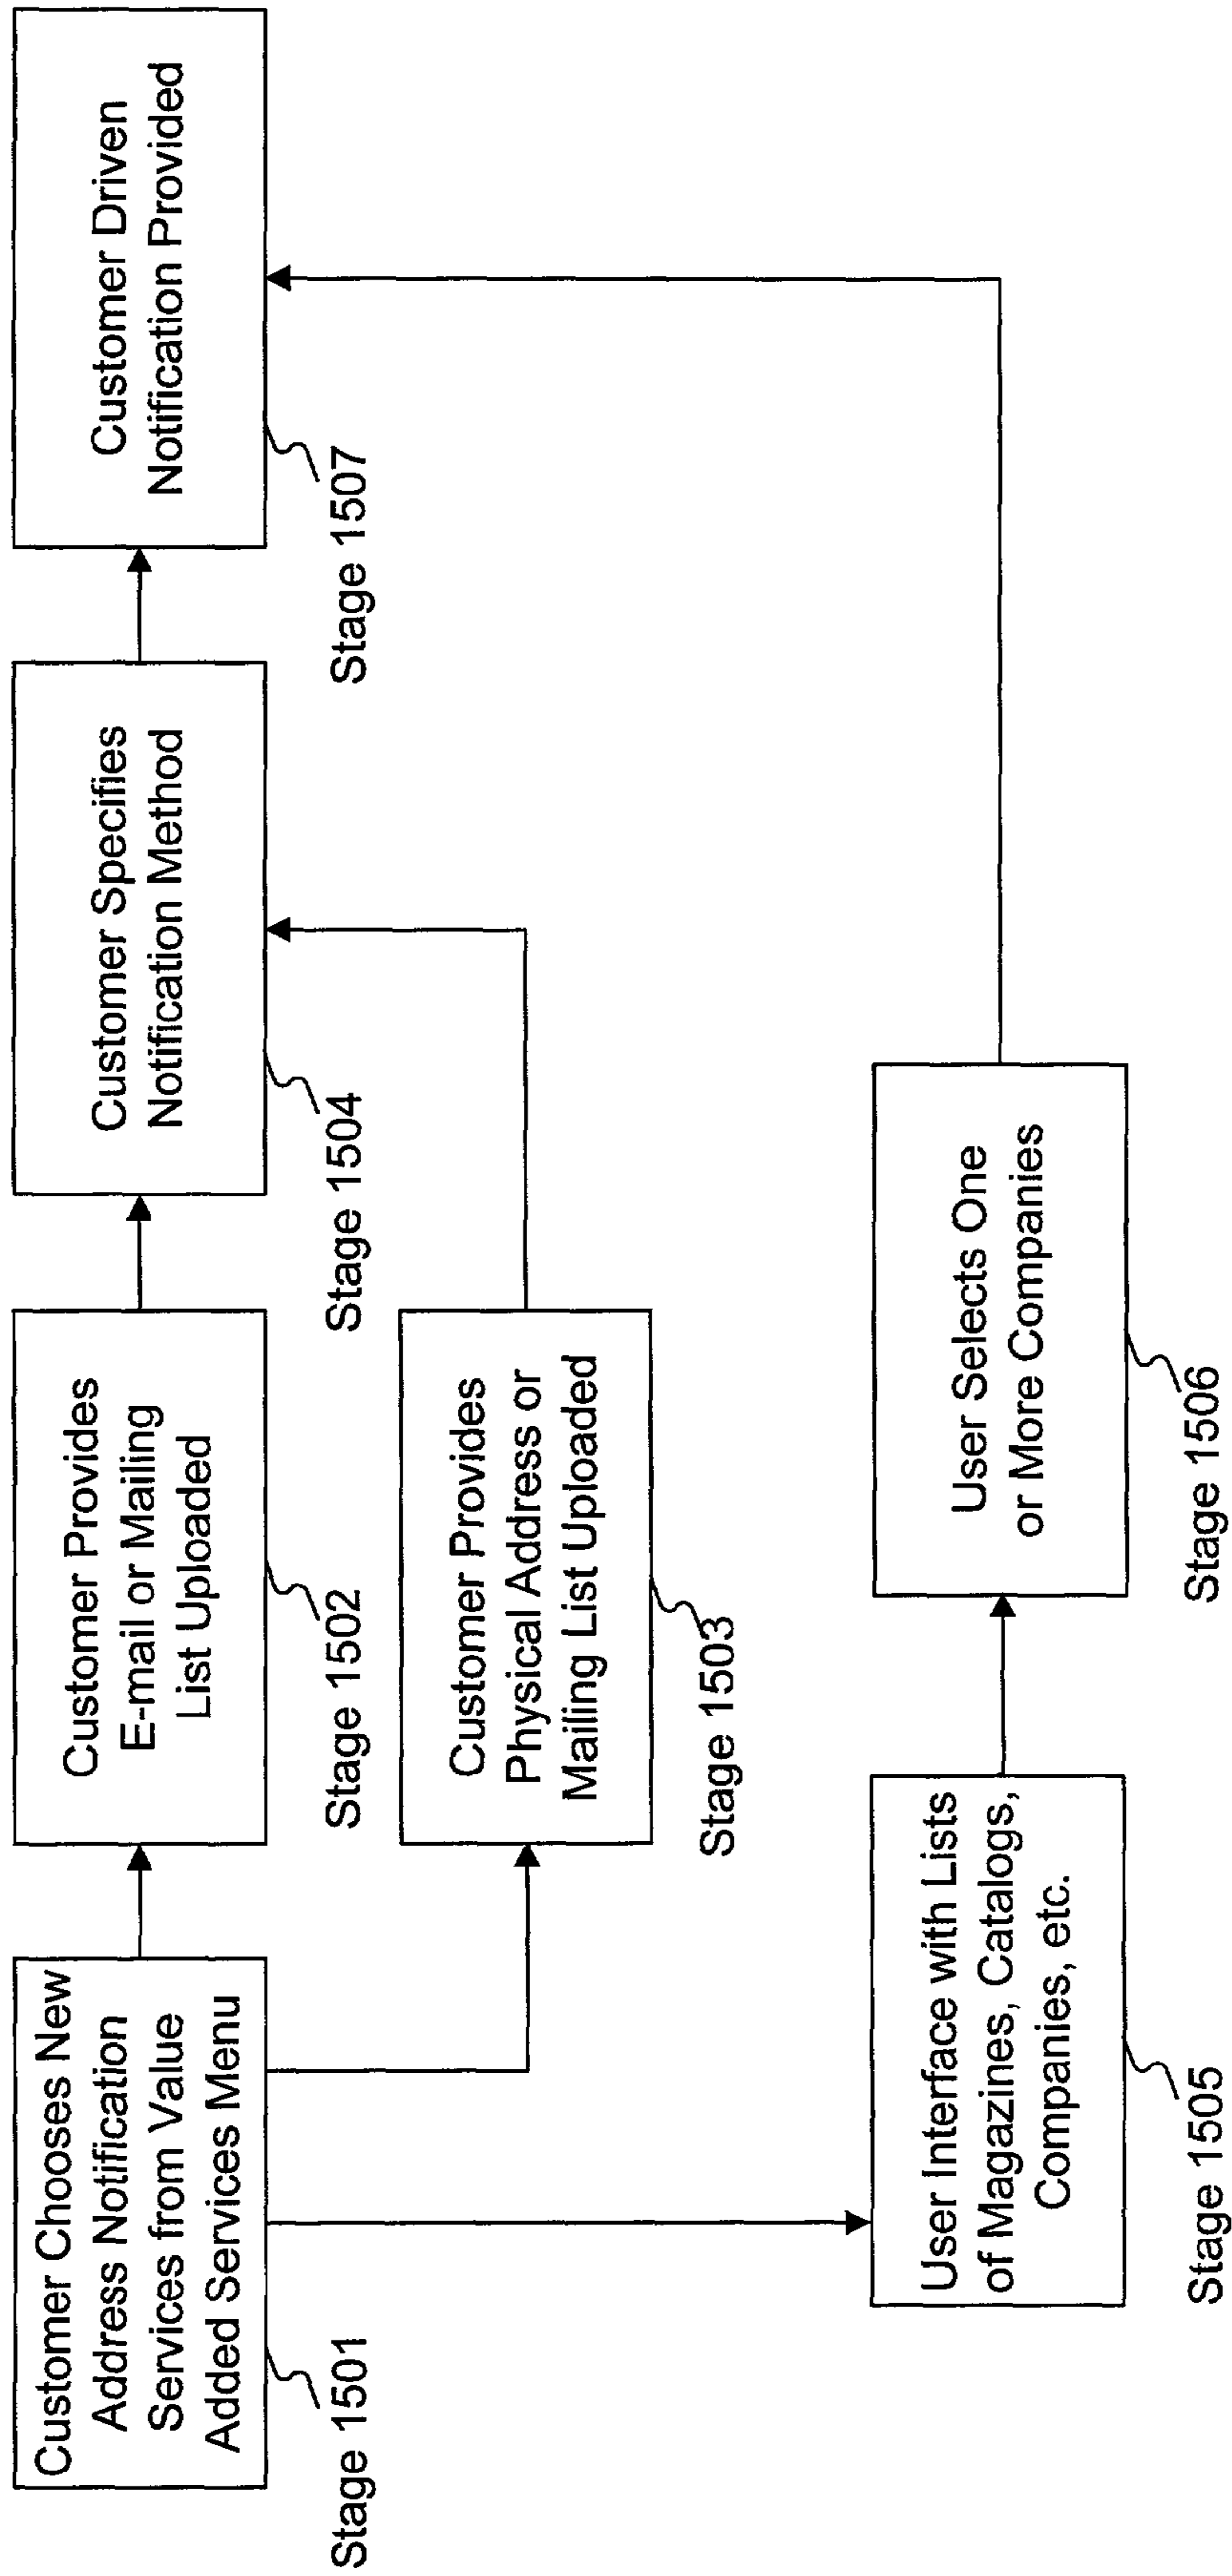 Customer Chooses New
Address Notification
Services from Value
Added Services Menu
Stage 1501
Customer Provides
E-mail or Mailing
List Uploaded
Stage 1502
Customer Specifies
Notification Method
Stage 1504
Customer Driven
Notification Provided
Stage 1507
Customer Provides
Physical Address or
Mailing List Uploaded
Stage 1503
User Interface with Lists
of Magazines, Catalogs,
Companies, etc.
Stage 1505
User Selects One
or More Companies
Stage 1506